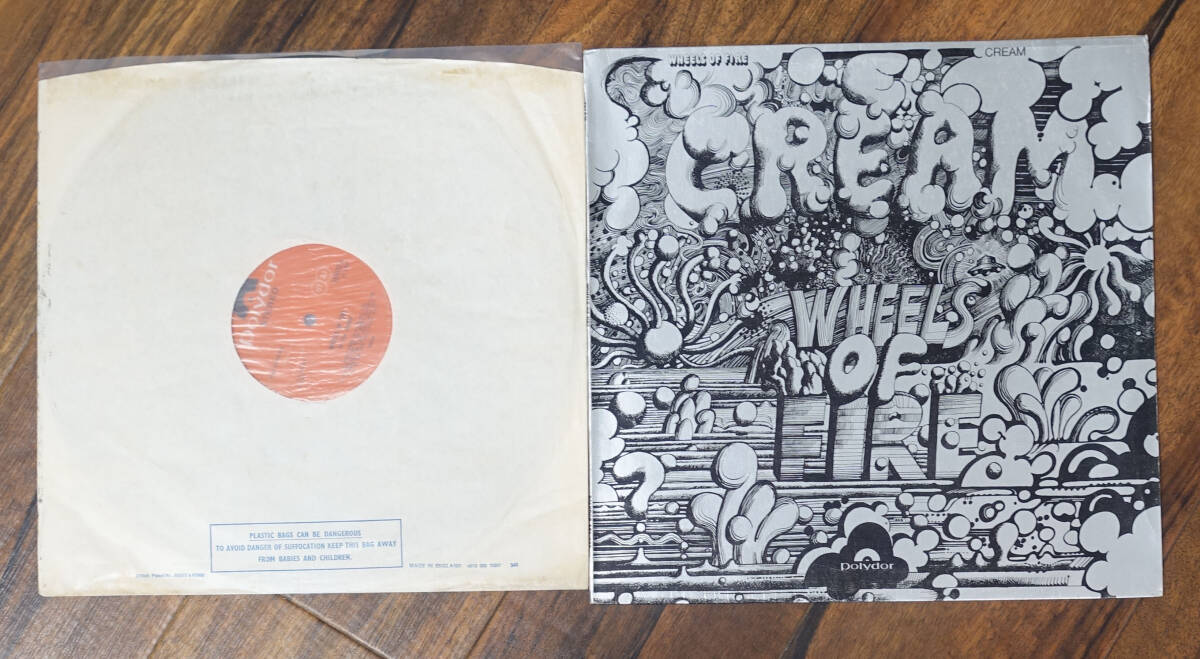 polydor
PLASTIC BAGS CAN BE DANGEROUS
TO AVOID DANGER OF SUFFOCATION KEEP THIS BAG AWAY
FROM BABIES AND CHILDREN.
MADE IN ENGLAND
WHEELS OF FIRE
CREAM
CREAM
WHEELS
OF
FIRE
polydor